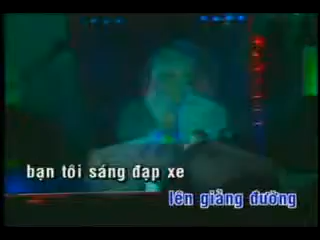 bạn tôi sáng đạp xe
lên giảng đường